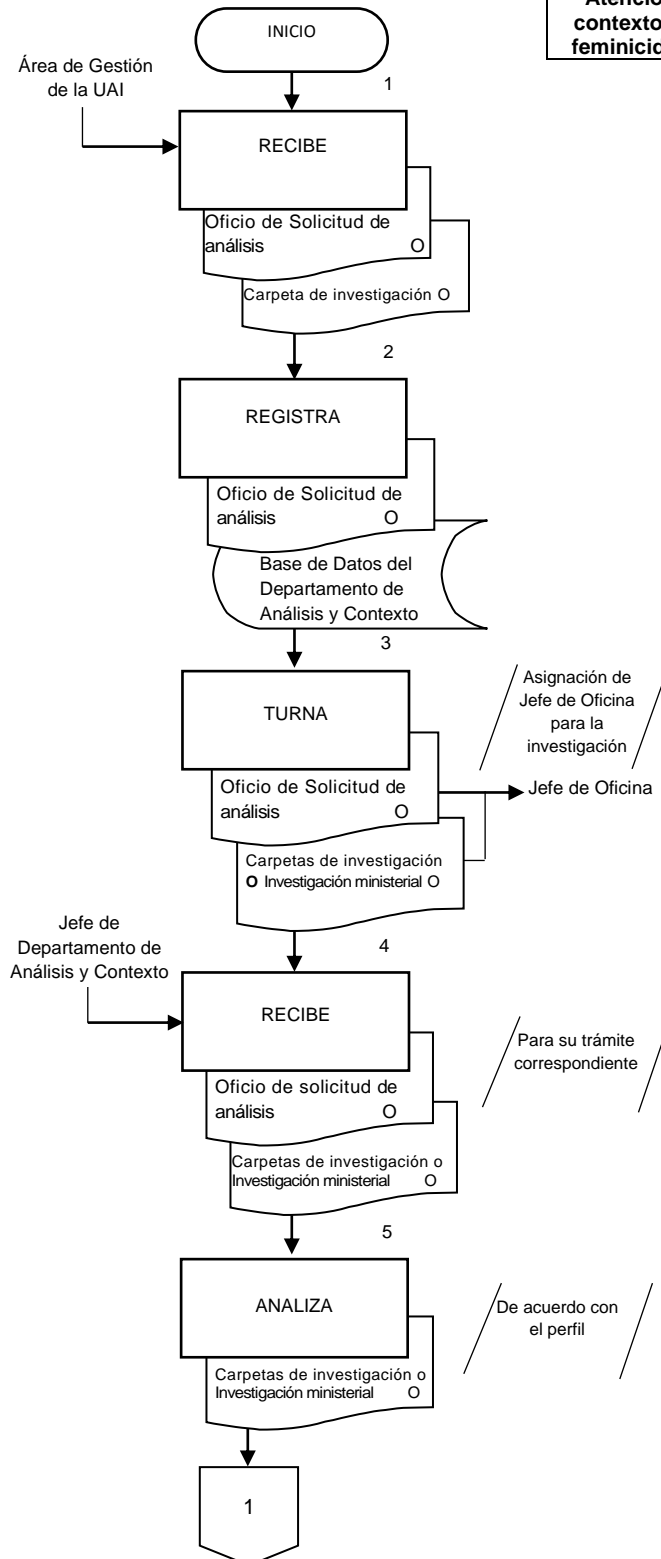 Atenció
contexto
feminicid
INICIO
Área de Gestión
de la UAI
1
RECIBE
Oficio de Solicitud de
análisis O
Carpeta de investigación O
2
REGISTRA
Oficio de Solicitud de
análisis O
Base de Datos del
Departamento de
Análisis y Contexto
3
TURNA
Asignación de
Jefe de Oficina
para la
investigación
Oficio de Solicitud de
análisis O
Jefe de Oficina
Carpetas de investigación
O Investigación ministerial O
4
Jefe de
Departamento de
Análisis y Contexto
RECIBE
Para su trámite
correspondiente
Oficio de solicitud de
análisis O
Carpetas de investigación o
Investigación ministerial O
5
ANALIZA
De acuerdo con
el perfil
Carpetas de investigación o
Investigación ministerial O
1